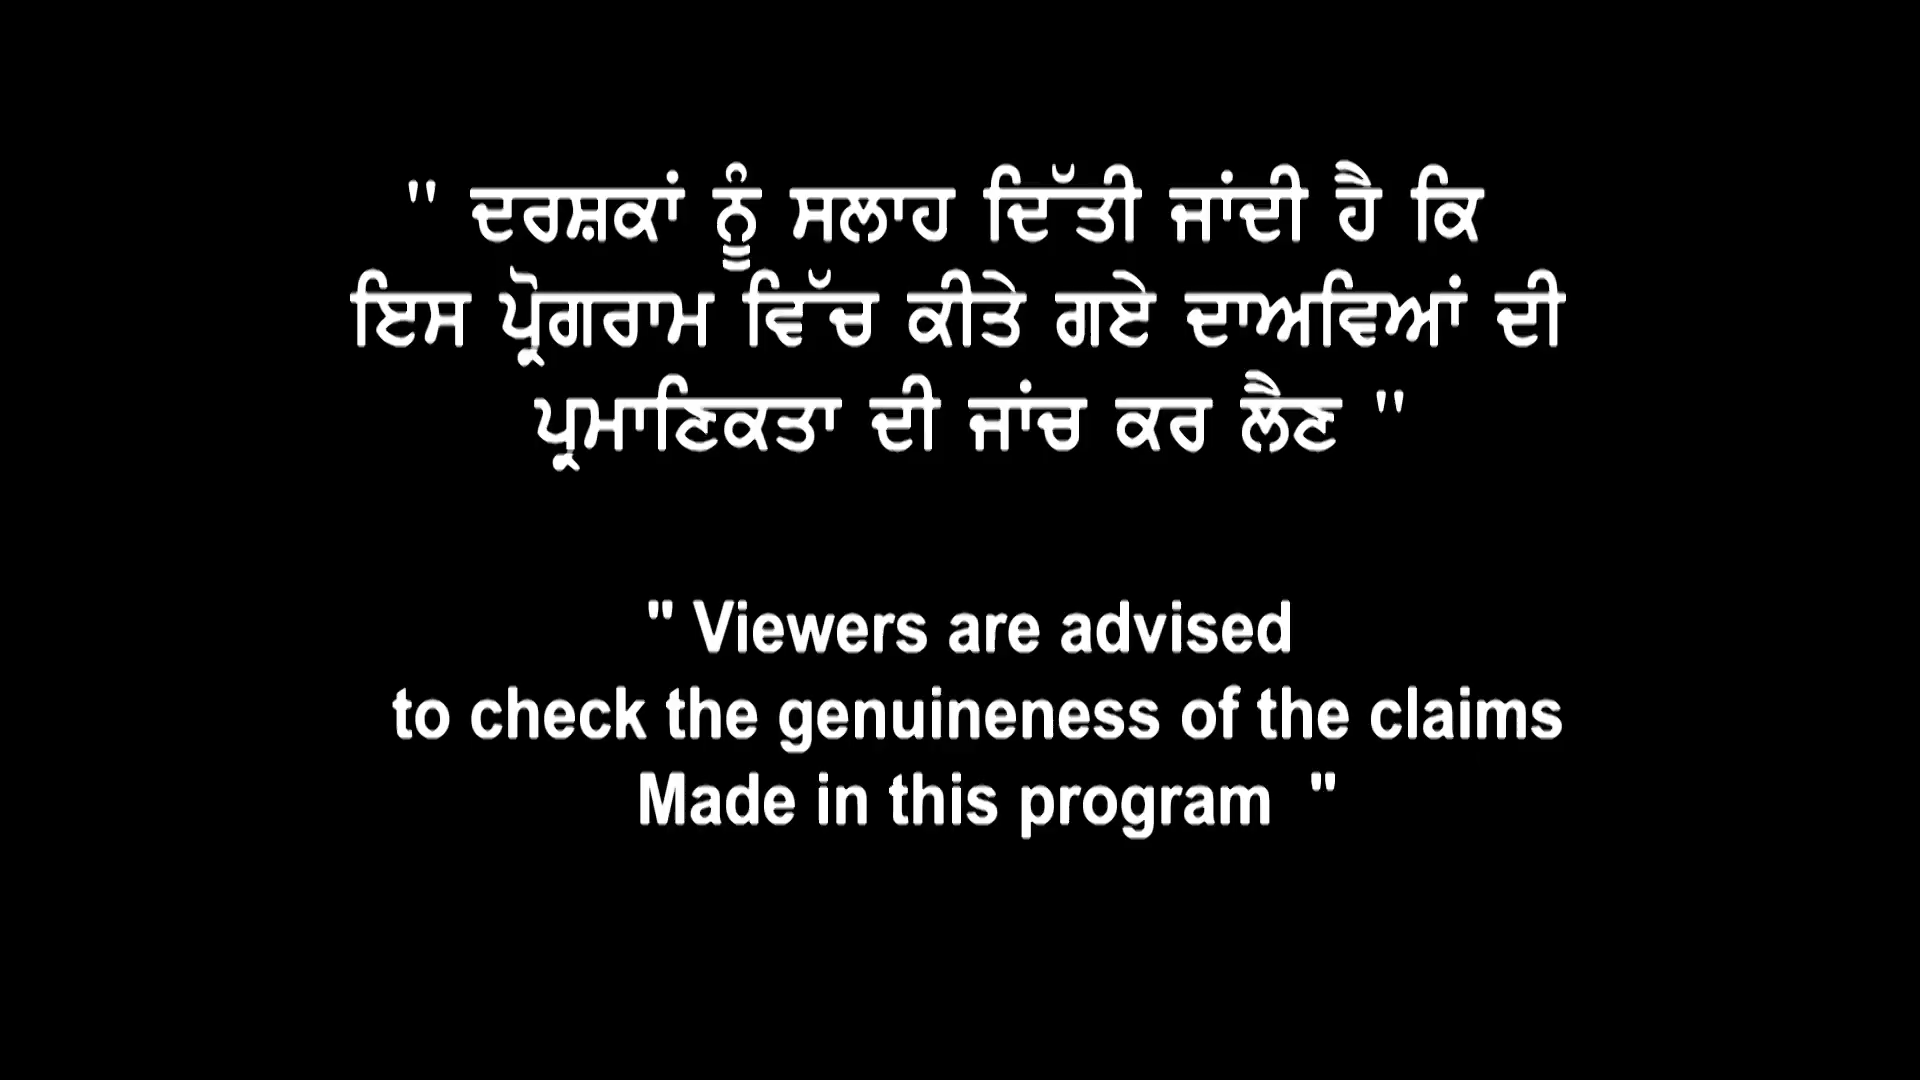 " ਦਰਸ਼ਕਾਂ ਨੂੰ ਸਲਾਹ ਦਿੱਤੀ ਜਾਂਦੀ ਹੈ ਕਿ
ਇਸ ਪ੍ਰੋਗਰਾਮ ਵਿੱਚ ਕੀਤੇ ਗਏ ਦਾਅਵਿਆਂ ਦੀ
ਪ੍ਰਮਾਣਿਕਤਾ ਦੀ ਜਾਂਚ ਕਰ ਲੈਣ "
" Viewers are advised
to check the genuineness of the claims
Made in this program "